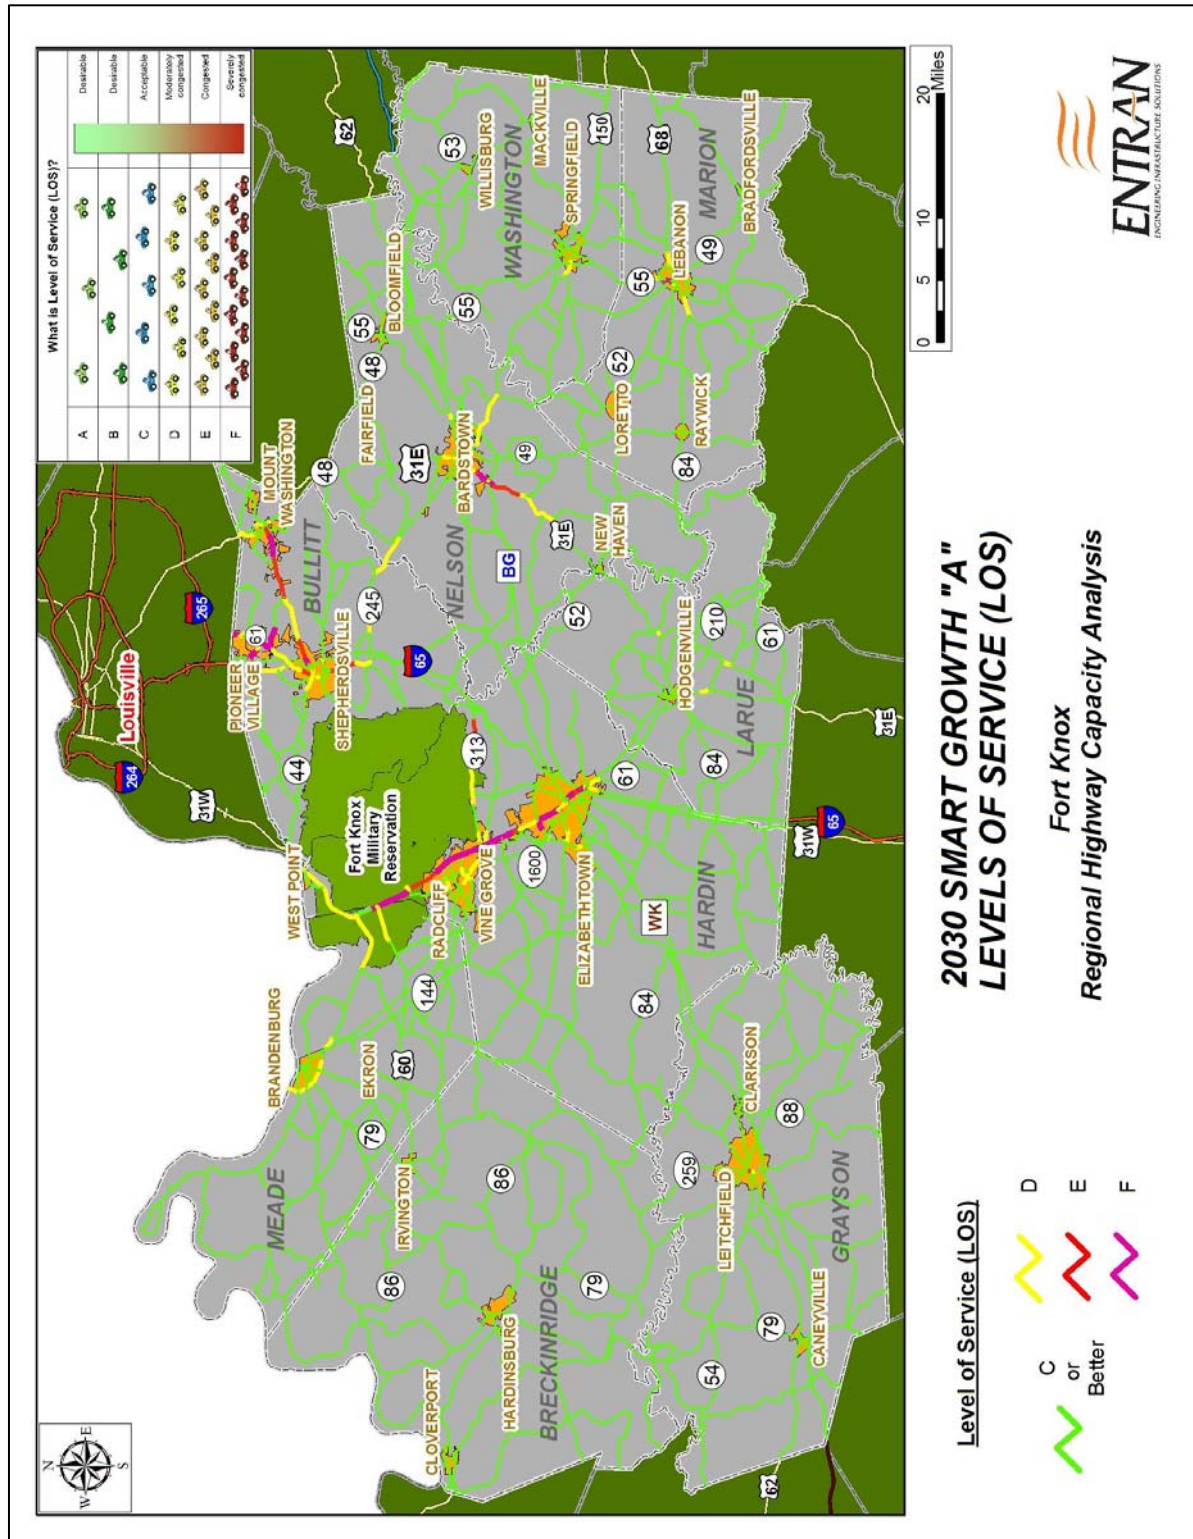 What is Level of Service (LOS)?
A
Desirable
B
Desirable
C
Acceptable
D
Moderately
congested
E
Congested
F
Severely
congested
N
W
E
S
Louisville
264
265
31W
62
BRANDENBURG
WEST POINT
44
PIONEER
VILLAGE
61
MOUNT
WASHINGTON
48
MEADE
EKRON
79
60
144
Fort Knox
Military
Reservation
SHEPHERDSVILLE
BULLITT
245
65
FAIRFIELD
48
55
BLOOMFIELD
CLOVERPORT
86
IRVINGTON
RADCLIFF
VINE GROVE
313
NELSON
31E
BARDSTOWN
55
53
WILLISBURG
HARDINSBURG
86
1600
BG
49
WASHINGTON
MACKVILLE
BRECKINRIDGE
79
ELIZABETHTOWN
61
52
31E
NEW
HAVEN
SPRINGFIELD
150
84
WK
LORETTO
52
55
68
259
54
LEITCHFIELD
CLARKSON
HARDIN
84
HODGENVILLE
210
LARUE
61
84
RAYWICK
LEBANON
49
MARION
BRADFORDSVILLE
79
CANEYVILLE
88
GRAYSON
62
31W
65
31E
0
5
10
20
Miles
2030 SMART GROWTH "A"
LEVELS OF SERVICE (LOS)
Fort Knox
Regional Highway Capacity Analysis
Level of Service (LOS)
C
or
Better
D
E
F
ENTRAN
ENGINEERING INFRASTRUCTURE SOLUTIONS